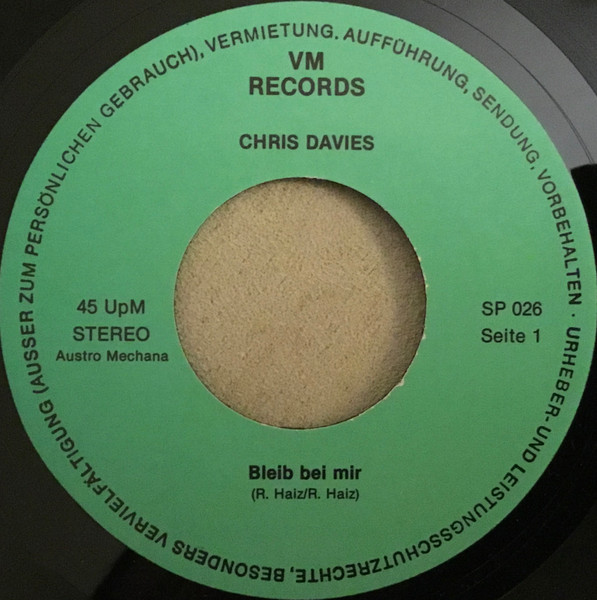 VM
RECORDS
CHRIS DAVIES
45 UpM
STEREO
Austro Mechana
SP 026
Seite 1
Bleib bei mir
(R. Haiz/R. Haiz)
URHEBER-UND LEISTUNGSSCHUTZRECHTE, BESONDERS VERVIELFÄLTIGUNG (AUSSER ZUM PERSÖNLICHEN GEBRAUCH), VERMIETUNG. AUFFÜHRUNG, SENDUNG, VORBEHALTEN ·